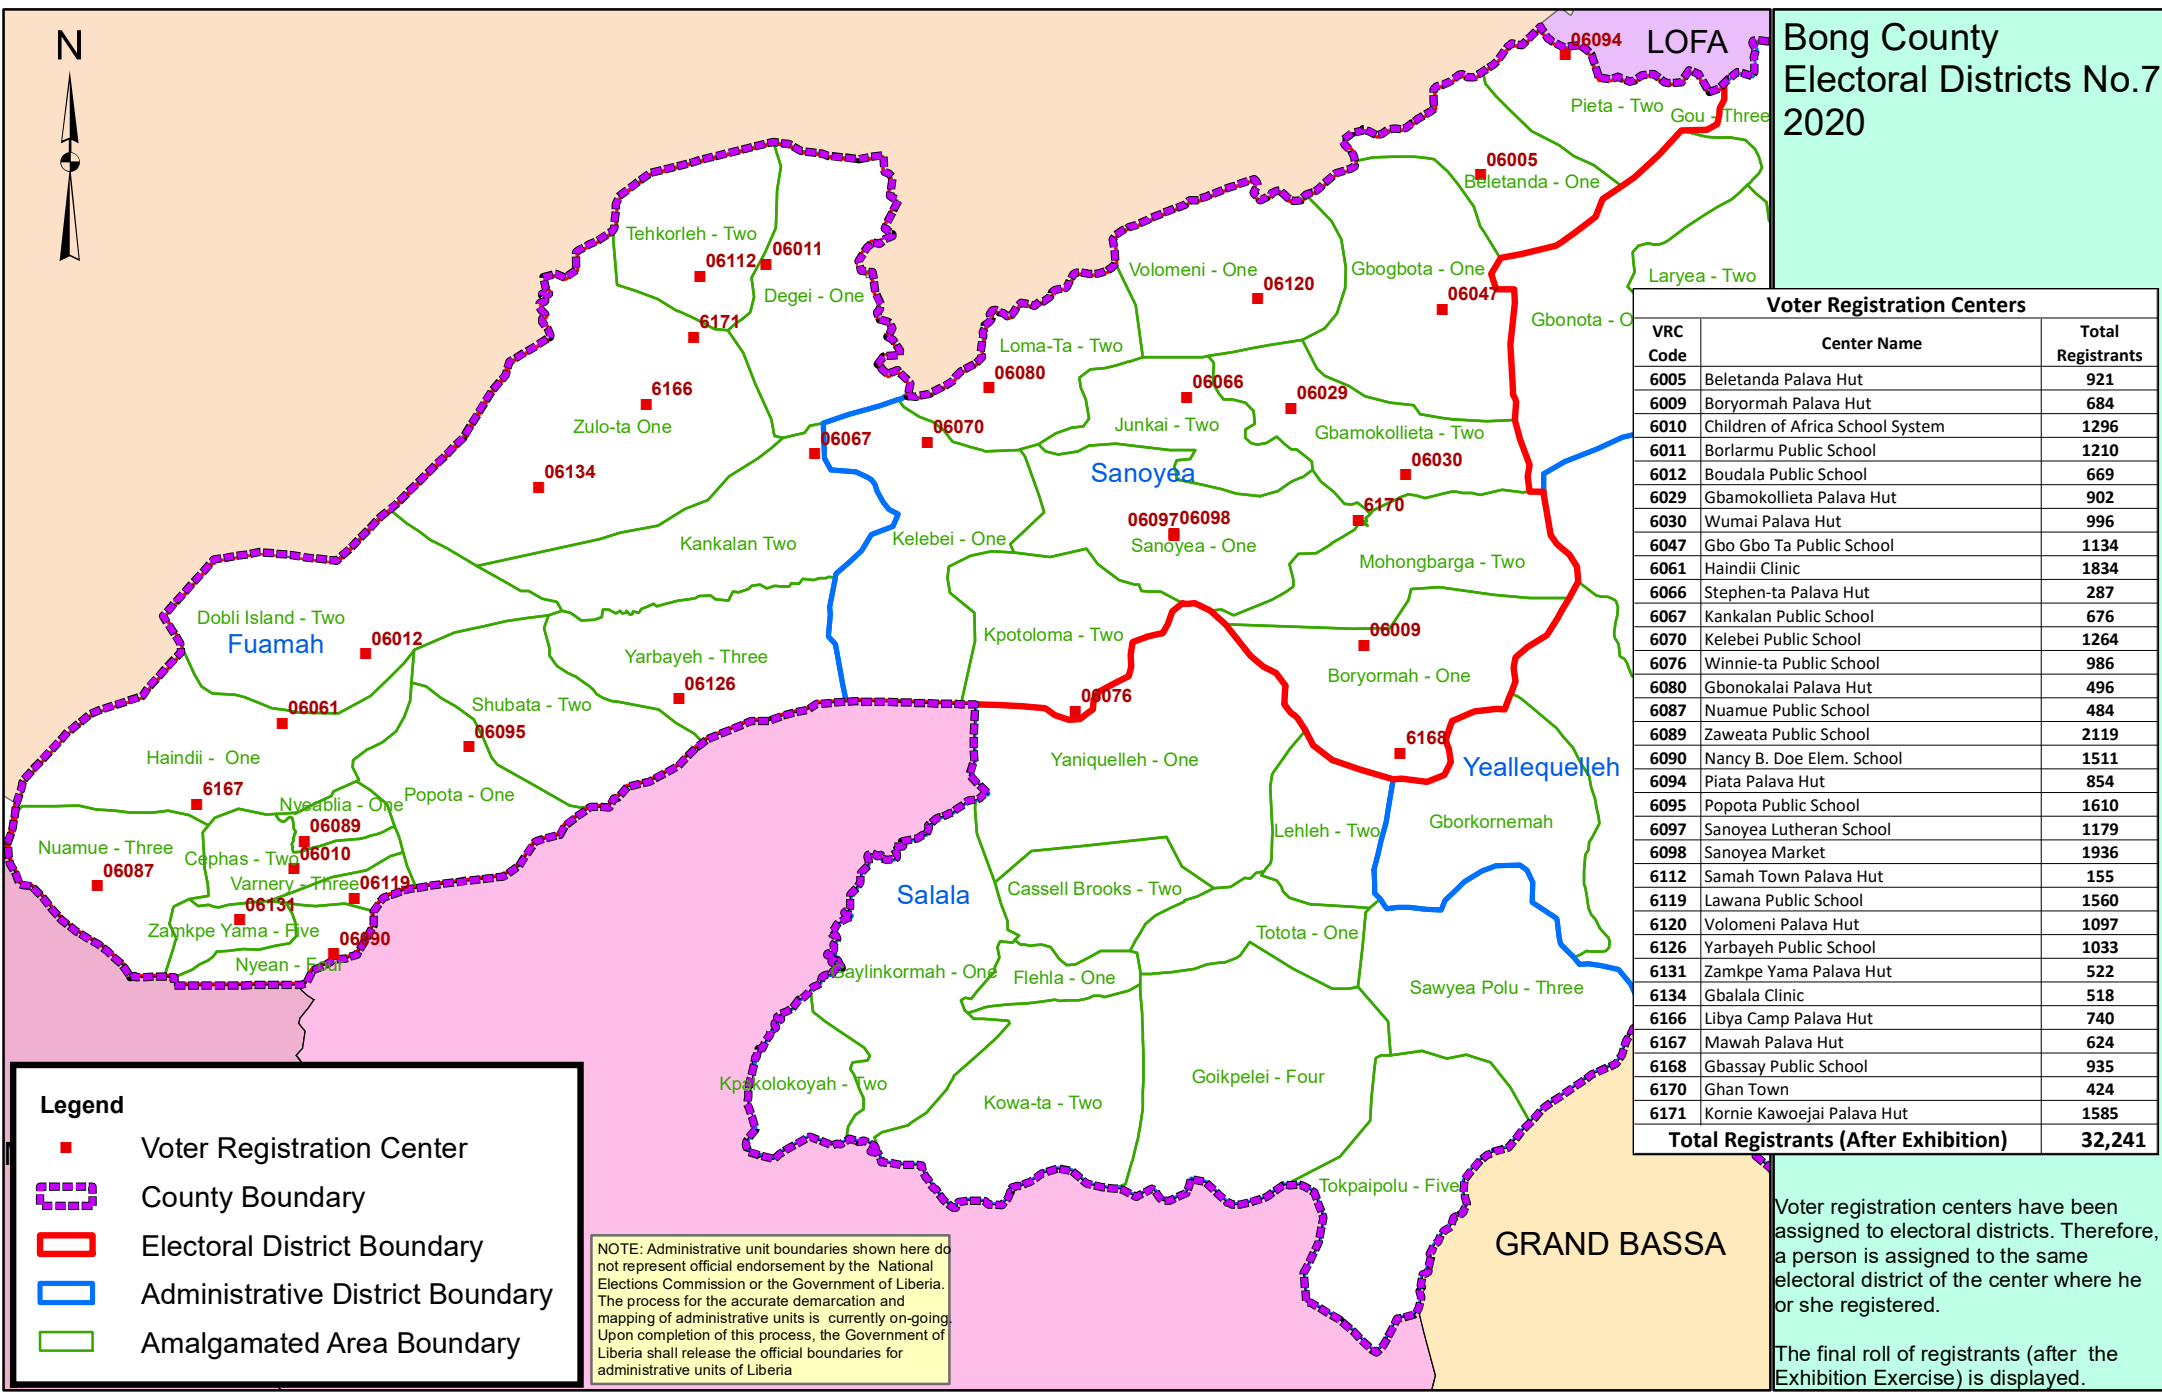 Bong County
Electoral Districts No.7
2020
N
LOFA
06094
Pieta - Two
Gou - Three
06005
Beletanda - One
Tehkorleh - Two
06112
06011
Degei - One
Volomeni - One
06120
Gbogbota - One
06047
Laryea - Two
Gbonota - O
6171
Loma-Ta - Two
06080
6166
Zulo-ta One
06066
06029
Junkai - Two
Gbamokollieta - Two
06067
06070
06030
Sanoyea
06134
6170
06097
06098
Sanoyea - One
Kankalan Two
Kelebei - One
Mohongbarga - Two
Dobli Island - Two
Fuamah
06012
Kpotoloma - Two
06009
Yarbayeh - Three
Boryormah - One
06126
06061
Shubata - Two
06095
06076
6168
Haindii - One
Yaniquelleh - One
Yeallequelleh
6167
Nyeablia - One
Popota - One
06089
Lehleh - Two
Gborkornemah
Nuamue - Three
Cephas - Two
06010
06087
Varnery - Three
06119
Cassell Brooks - Two
Salala
06131
Zamkpe Yama - Five
06090
Totota - One
Nyean - Four
aylinkormah - One
Flehla - One
Sawyea Polu - Three
Kpakolokoyah - Two
Goikpelei - Four
Kowa-ta - Two
Tokpaipolu - Five
GRAND BASSA
Voter Registration Centers
VRC Code Center Name Total Registrants
6005 Beletanda Palava Hut 921
6009 Boryormah Palava Hut 684
6010 Children of Africa School System 1296
6011 Borlarmu Public School 1210
6012 Boudala Public School 669
6029 Gbamokollieta Palava Hut 902
6030 Wumai Palava Hut 996
6047 Gbo Gbo Ta Public School 1134
6061 Haindii Clinic 1834
6066 Stephen-ta Palava Hut 287
6067 Kankalan Public School 676
6070 Kelebei Public School 1264
6076 Winnie-ta Public School 986
6080 Gbonokalai Palava Hut 496
6087 Nuamue Public School 484
6089 Zaweata Public School 2119
6090 Nancy B. Doe Elem. School 1511
6094 Piata Palava Hut 854
6095 Popota Public School 1610
6097 Sanoyea Lutheran School 1179
6098 Sanoyea Market 1936
6112 Samah Town Palava Hut 155
6119 Lawana Public School 1560
6120 Volomeni Palava Hut 1097
6126 Yarbayeh Public School 1033
6131 Zamkpe Yama Palava Hut 522
6134 Gbalala Clinic 518
6166 Libya Camp Palava Hut 740
6167 Mawah Palava Hut 624
6168 Gbassay Public School 935
6170 Ghan Town 424
6171 Kornie Kawoejai Palava Hut 1585
Total Registrants (After Exhibition) 32,241
Legend
Voter Registration Center
County Boundary
Electoral District Boundary
Administrative District Boundary
Amalgamated Area Boundary
NOTE: Administrative unit boundaries shown here do
not represent official endorsement by the National
Elections Commission or the Government of Liberia.
The process for the accurate demarcation and
mapping of administrative units is currently on-going.
Upon completion of this process, the Government of
Liberia shall release the official boundaries for
administrative units of Liberia
Voter registration centers have been
assigned to electoral districts. Therefore,
a person is assigned to the same
electoral district of the center where he
or she registered.
The final roll of registrants (after the
Exhibition Exercise) is displayed.